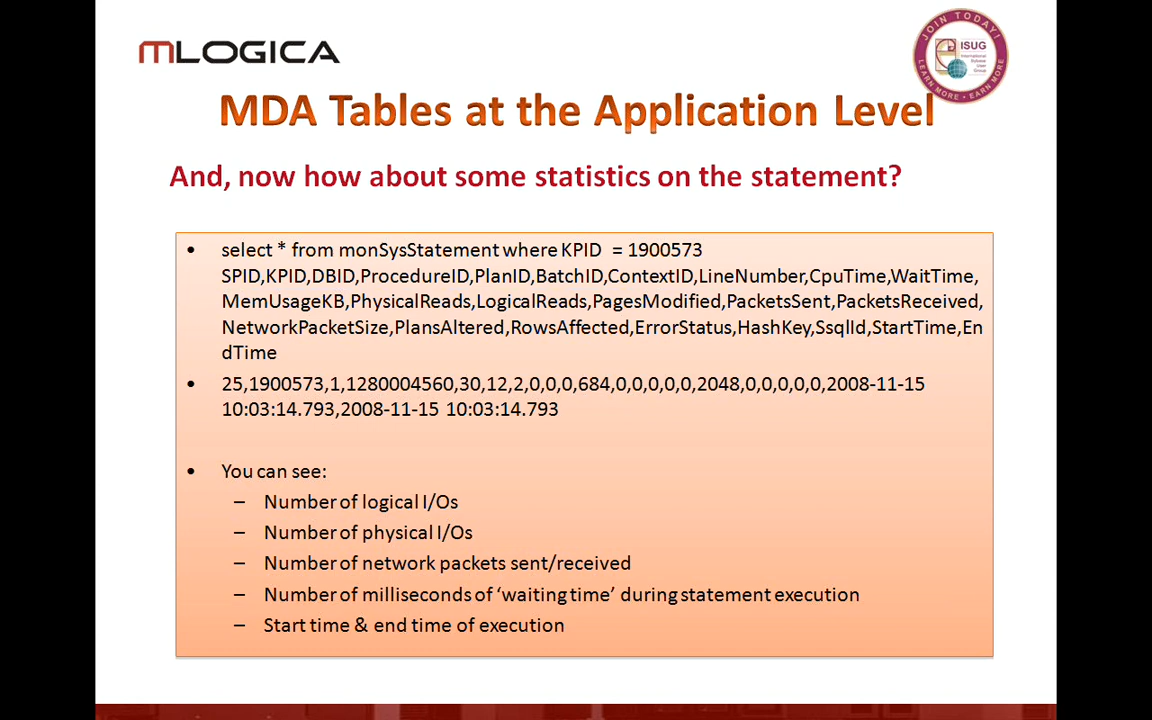 mLOGICA
JOIN TODAY!
ISUG
International
Sybase
User
Group
LEARN MORE • EARN MORE
MDA Tables at the Application Level
And, now how about some statistics on the statement?
• select * from monSysStatement where KPID = 1900573
SPID,KPID,DBID,ProcedureID,PlanID,BatchID,ContextID,LineNumber,CpuTime,WaitTime,
MemUsageKB,PhysicalReads,LogicalReads,PagesModified,PacketsSent,PacketsReceived,
NetworkPacketSize,PlansAltered,RowsAffected,ErrorStatus,HashKey,SsqlId,StartTime,En
dTime
• 25,1900573,1,1280004560,30,12,2,0,0,0,684,0,0,0,0,0,2048,0,0,0,0,0,2008-11-15
10:03:14.793,2008-11-15 10:03:14.793
• You can see:
– Number of logical I/Os
– Number of physical I/Os
– Number of network packets sent/received
– Number of milliseconds of ‘waiting time’ during statement execution
– Start time & end time of execution